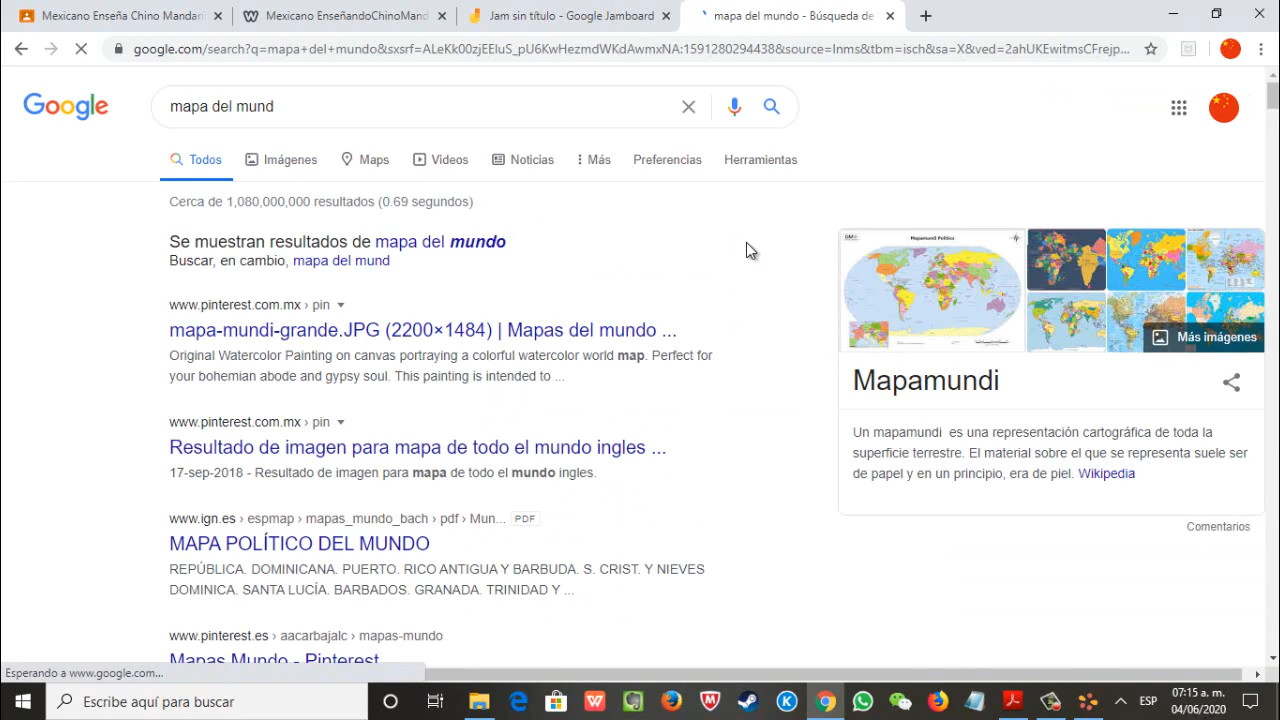 Mexicano Enseña Chino Mandari
Mexicano EnseñandoChinoMand
Jam sin título - Google Jamboard
mapa del mundo - Búsqueda de
google.com/search?q=mapa+del+mundo&sxsrf=ALeKk00zjEEluS_pU6KwHezmdWKdAwmxNA:1591280294438&source=lnms&tbm=isch&sa=X&ved=2ahUKEwitmsCFrejp...
Google
mapa del mund
Todos
Imágenes
Maps
Videos
Noticias
Más
Preferencias
Herramientas
Cerca de 1,080,000,000 resultados (0.69 segundos)
Se muestran resultados de mapa del mundo
Buscar, en cambio, mapa del mund
www.pinterest.com.mx › pin
mapa-mundi-grande.JPG (2200×1484) | Mapas del mundo ...
Original Watercolor Painting on canvas portraying a colorful watercolor world map. Perfect for
your bohemian abode and gypsy soul. This painting is intended to ...
www.pinterest.com.mx › pin
Resultado de imagen para mapa de todo el mundo ingles ...
17-sep-2018 - Resultado de imagen para mapa de todo el mundo ingles.
www.ign.es › espmap › mapas_mundo_bach › pdf › Mun... PDF
MAPA POLÍTICO DEL MUNDO
REPÚBLICA. DOMINICANA. PUERTO. RICO ANTIGUA Y BARBUDA. S. CRIST. Y NIEVES
DOMINICA. SANTA LUCÍA. BARBADOS. GRANADA. TRINIDAD Y ...
www.pinterest.es › aacarbajalc › mapas-mundo
Mapas Mundo - Pinterest
Mapamundi Político
Más imágenes
Mapamundi
Un mapamundi es una representación cartográfica de toda la
superficie terrestre. El material sobre el que se representa suele ser
de papel y en un principio, era de piel. Wikipedia
Comentarios
Esperando a www.google.com...
Escribe aquí para buscar
ESP
07:15 a. m.
04/06/2020